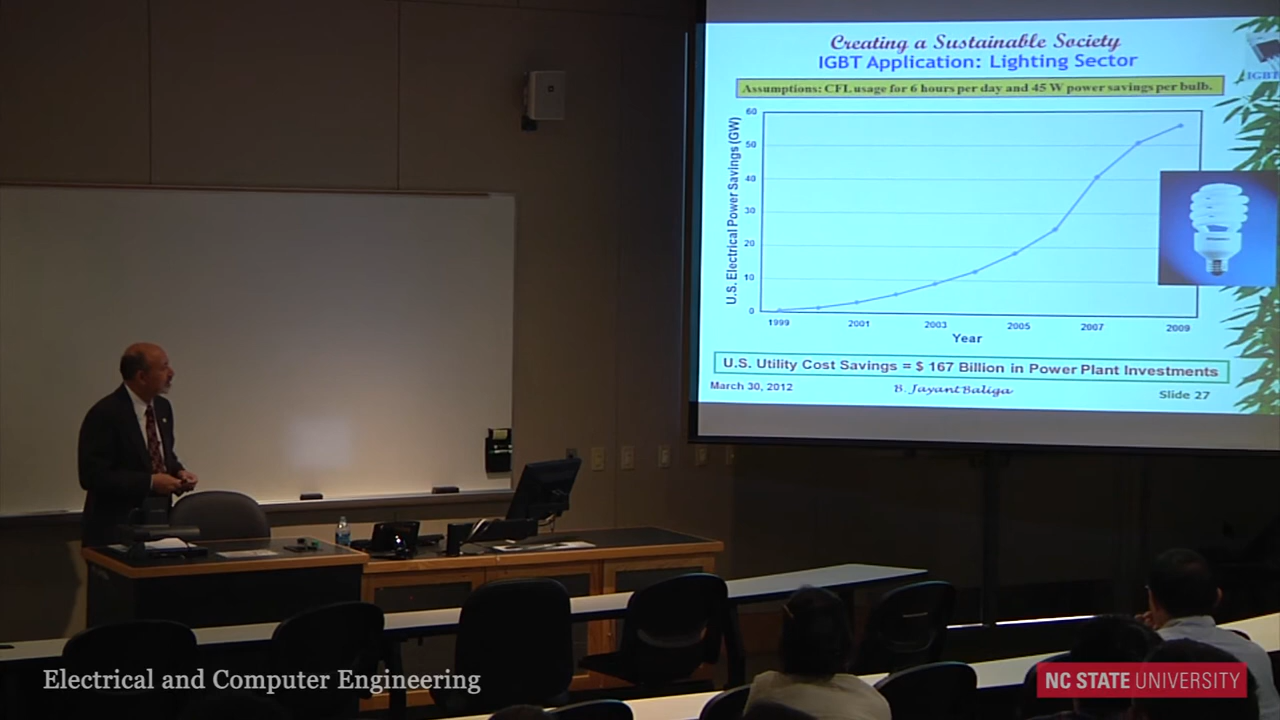 Creating a Sustainable Society
IGBT Application: Lighting Sector
IGBT
Assumptions: CFL usage for 6 hours per day and 45 W power savings per bulb.
U.S. Electrical Power Savings (GW)
60
50
40
30
20
10
0
1999
2001
2003
2005
2007
2009
Year
U.S. Utility Cost Savings = $ 167 Billion in Power Plant Investments
March 30, 2012
B. Jayant Baliga
Slide 27
Electrical and Computer Engineering
NC STATE UNIVERSITY